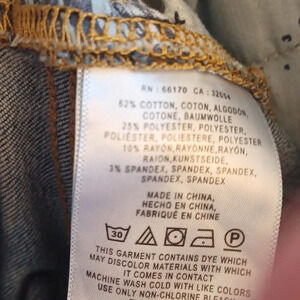 RN : 66170 CA : 32054
62% COTTON, COTON, ALGODON,
COTONE, BAUMWOLLE
25% POLYESTER, POLYESTER,
POLIÉSTER, POLIESTERE, POLYESTER
10% RAYON, RAYONNE, RAYÓN,
RAION, KUNSTSEIDE,
3% SPANDEX, SPANDEX, SPANDEX,
SPANDEX, SPANDEX
MADE IN CHINA,
HECHO EN CHINA,
FABRIQUÉ EN CHINE
30 P
THIS GARMENT CONTAINS DYE WHICH
MAY DISCOLOR MATERIALS WITH WHICH
IT COMES IN CONTACT
MACHINE WASH COLD WITH LIKE COLORS
USE ONLY NON-CHLORINE BLEACH